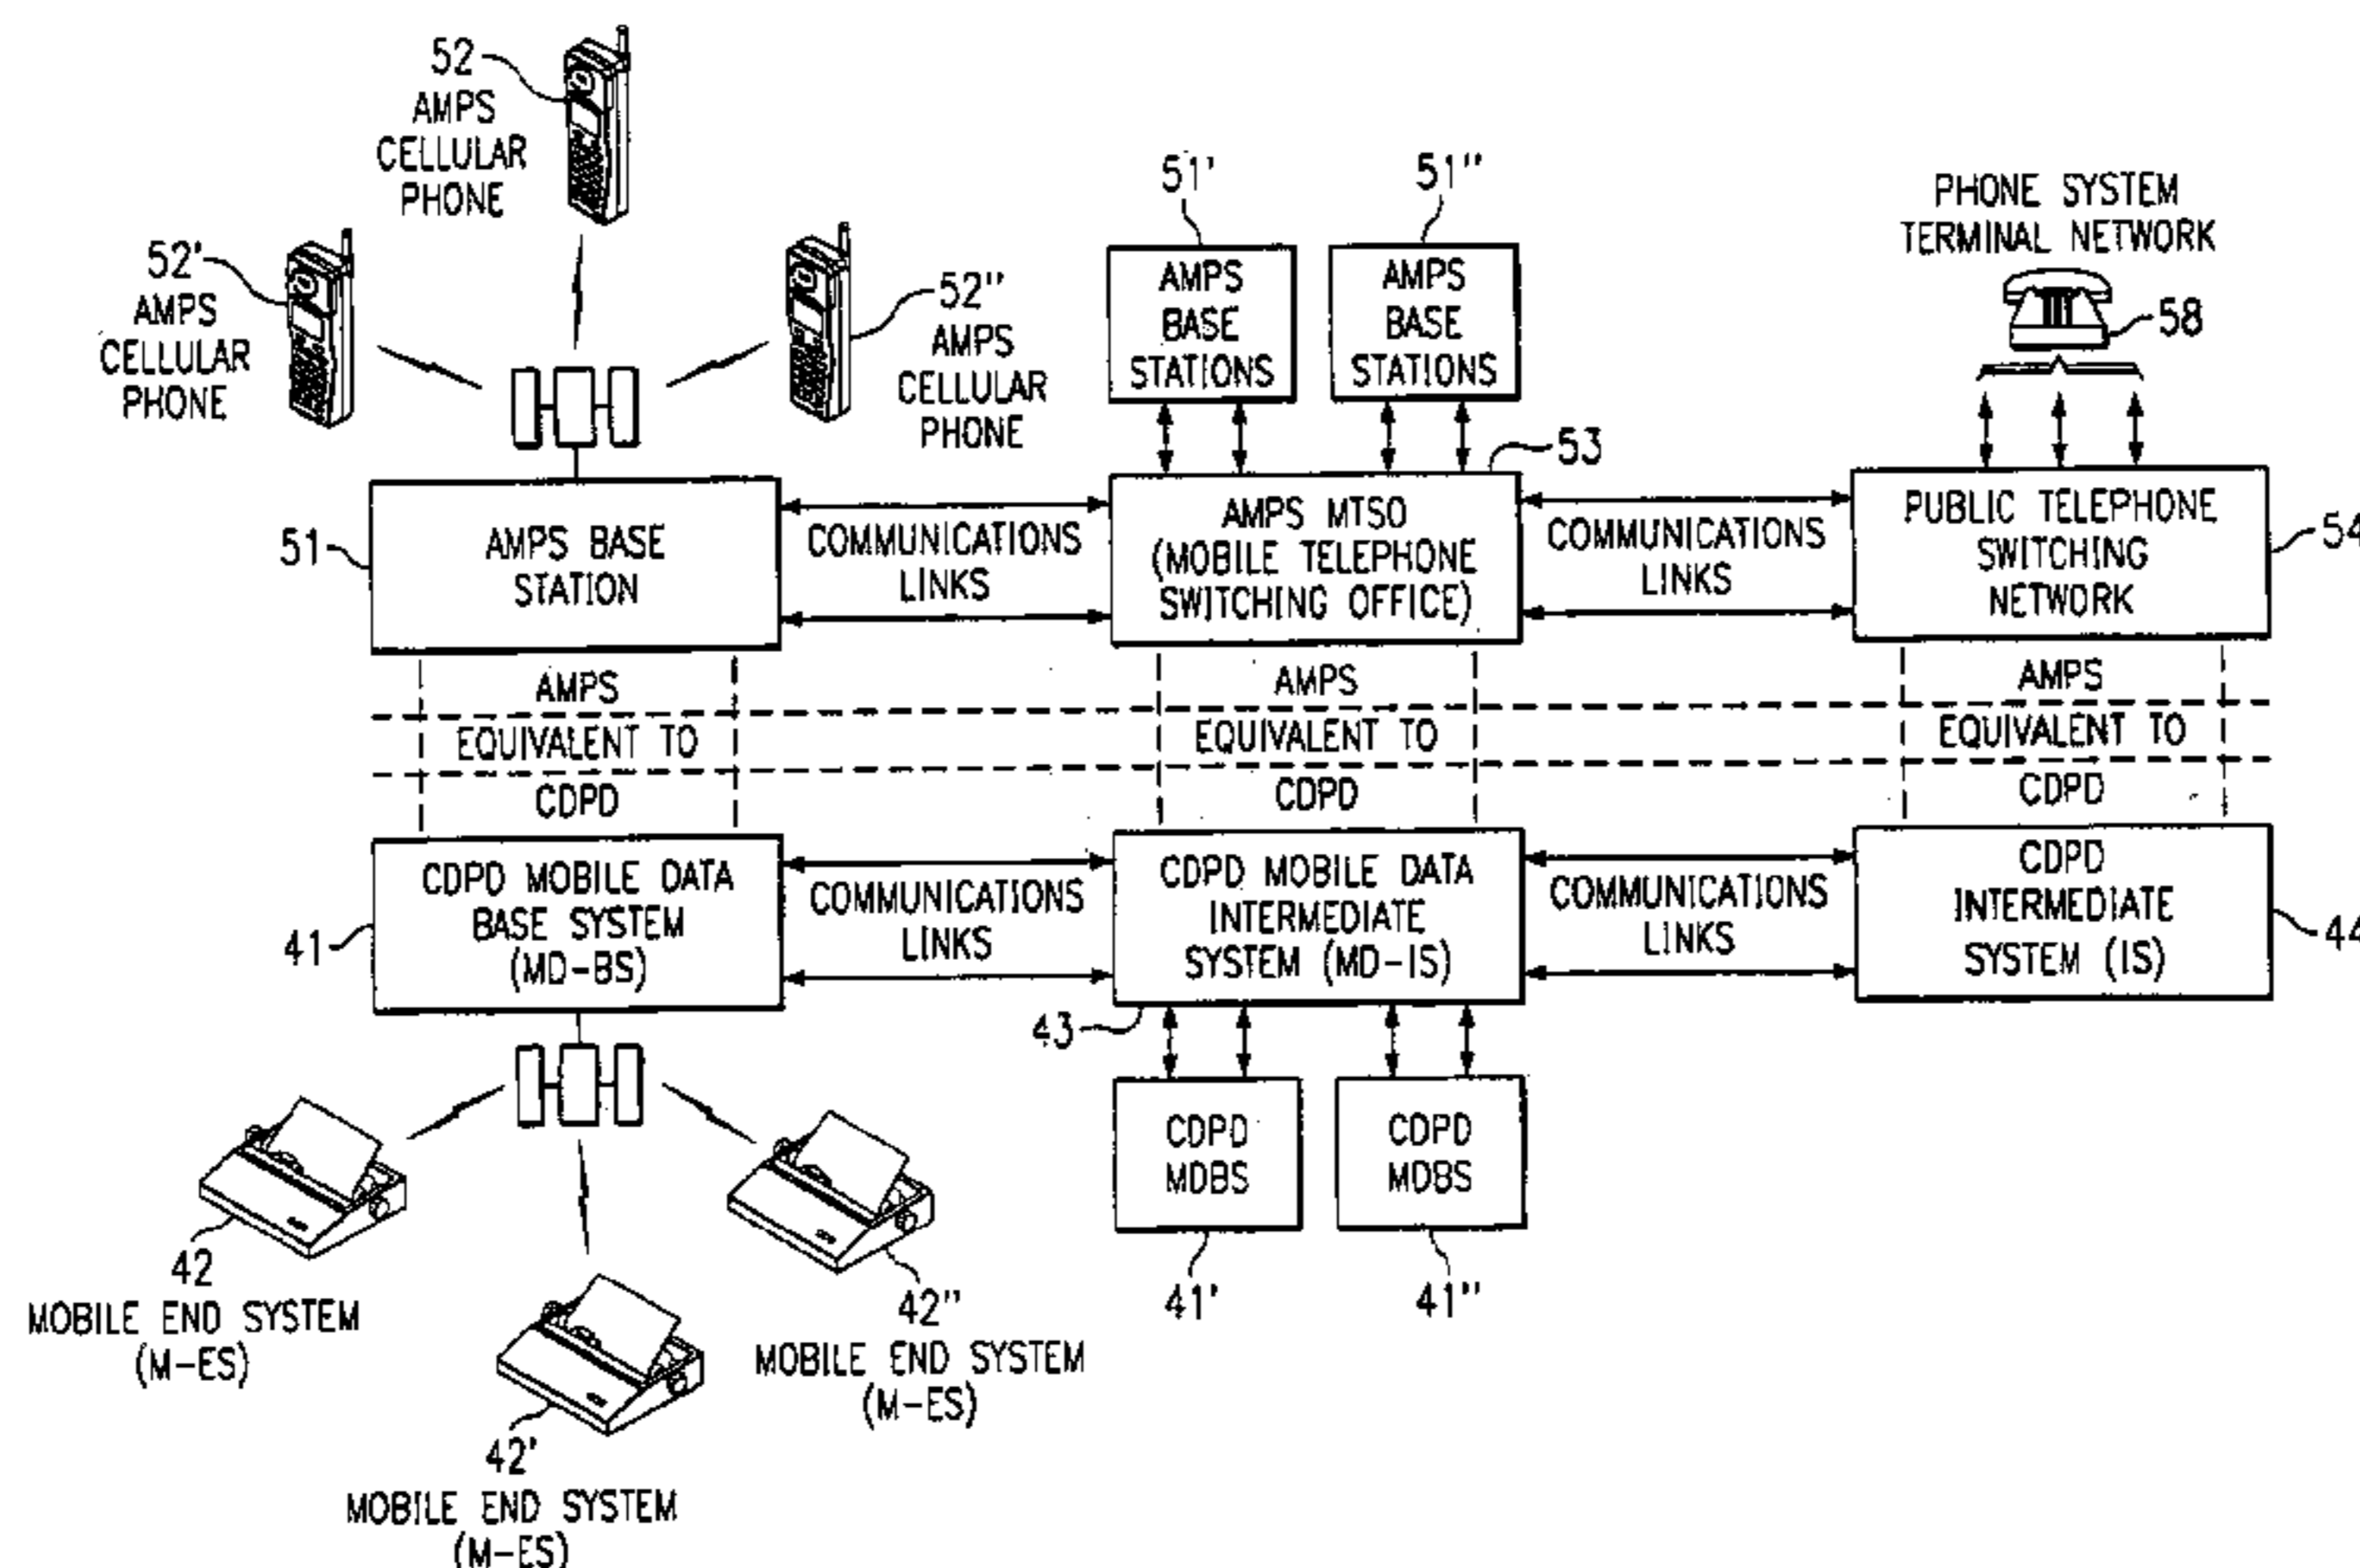 52
AMPS
CELLULAR
PHONE
52'
AMPS
CELLULAR
PHONE
52"
AMPS
CELLULAR
PHONE
51'
AMPS
BASE
STATIONS
51"
AMPS
BASE
STATIONS
PHONE SYSTEM
TERMINAL NETWORK
58
51
AMPS BASE
STATION
COMMUNICATIONS
LINKS
53
AMPS MTSO
(MOBILE TELEPHONE
SWITCHING OFFICE)
COMMUNICATIONS
LINKS
PUBLIC TELEPHONE
SWITCHING
NETWORK
54
AMPS
EQUIVALENT TO
CDPD
AMPS
EQUIVALENT TO
CDPD
AMPS
EQUIVALENT TO
CDPD
41
CDPD MOBILE DATA
BASE SYSTEM
(MD-BS)
COMMUNICATIONS
LINKS
CDPD MOBILE DATA
INTERMEDIATE
SYSTEM (MD-IS)
43
COMMUNICATIONS
LINKS
CDPD
INTERMEDIATE
SYSTEM (IS)
44
CDPD
MDBS
41'
CDPD
MDBS
41"
42
MOBILE END SYSTEM
(M-ES)
42'
MOBILE END SYSTEM
(M-ES)
42"
MOBILE END SYSTEM
(M-ES)